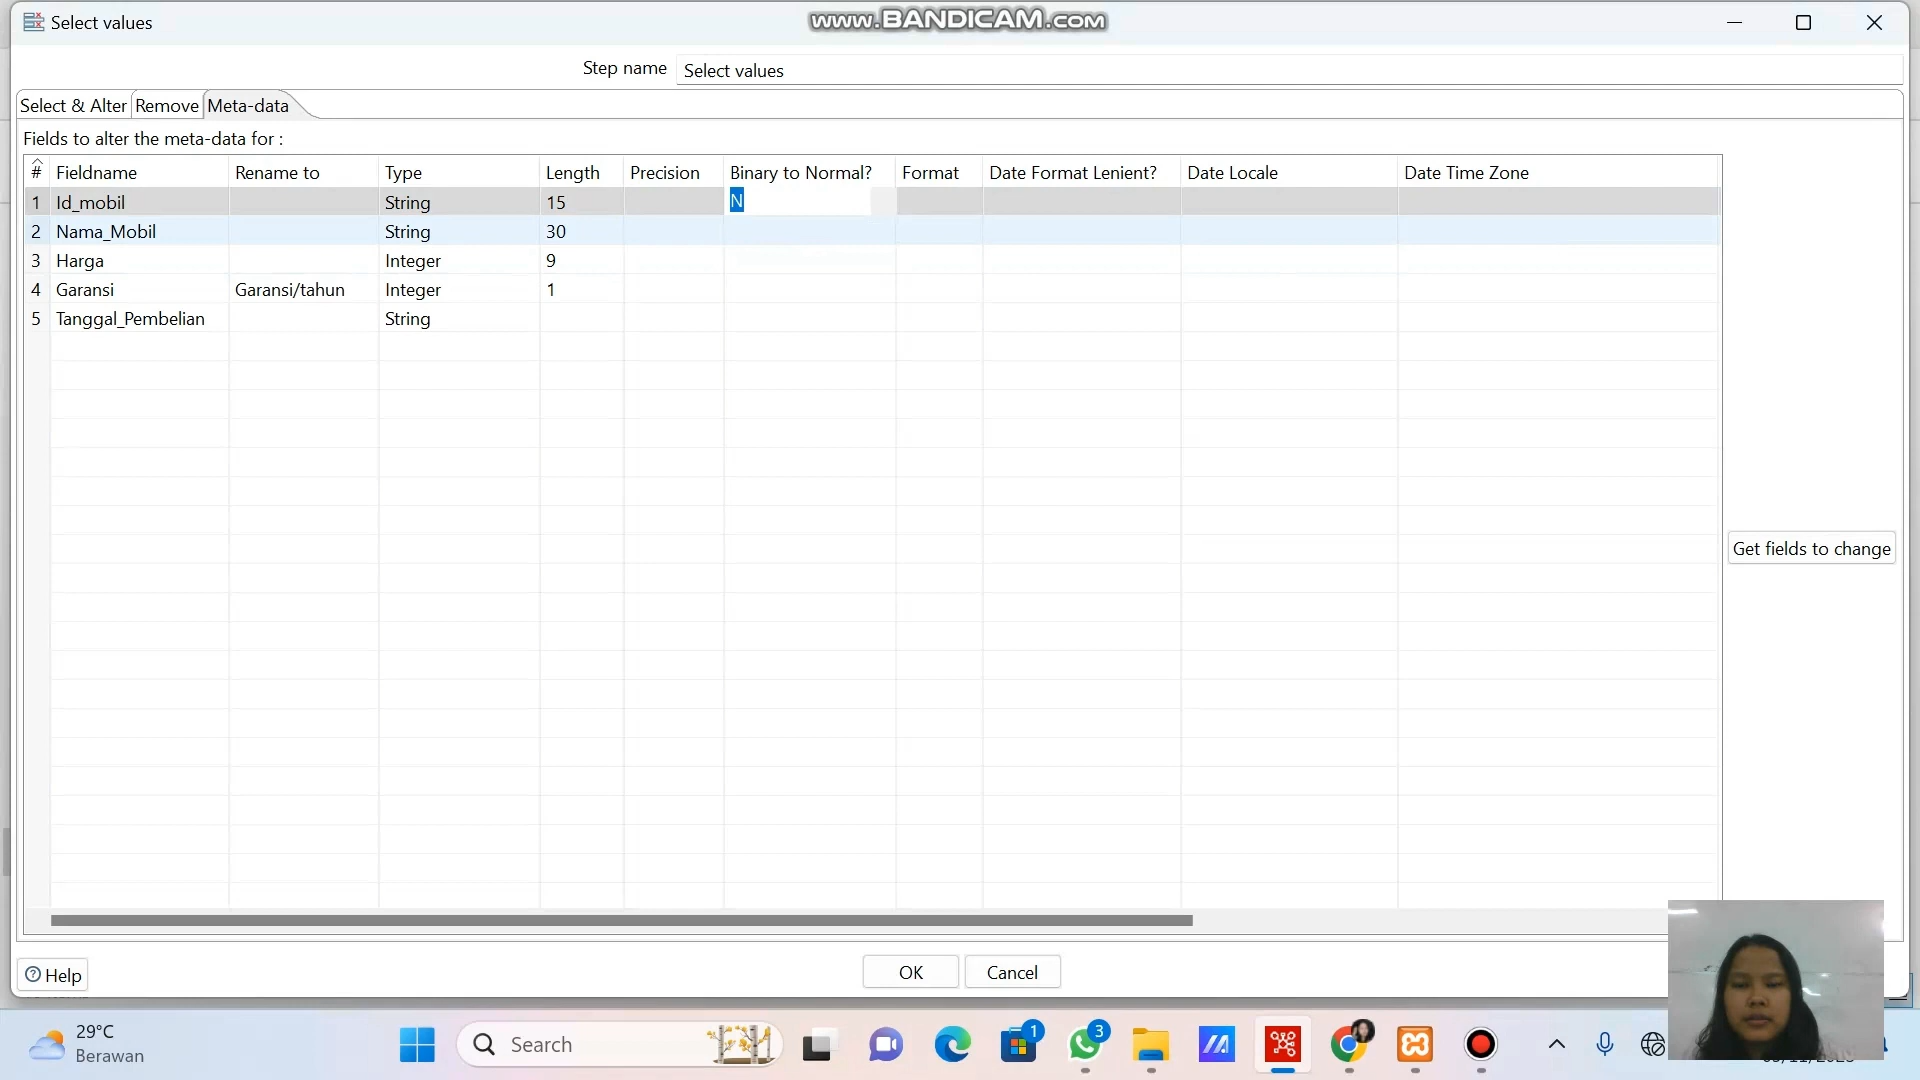 Select values
www.BANDICAM.com
Step name Select values
Select & Alter Remove Meta-data
Fields to alter the meta-data for :
# Fieldname Rename to Type Length Precision Binary to Normal? Format Date Format Lenient? Date Locale Date Time Zone
1 Id_mobil String 15 N
2 Nama_Mobil String 30
3 Harga Integer 9
4 Garansi Garansi/tahun Integer 1
5 Tanggal_Pembelian String
Get fields to change
OK Cancel
Help
29°C
Berawan
Search
1
3